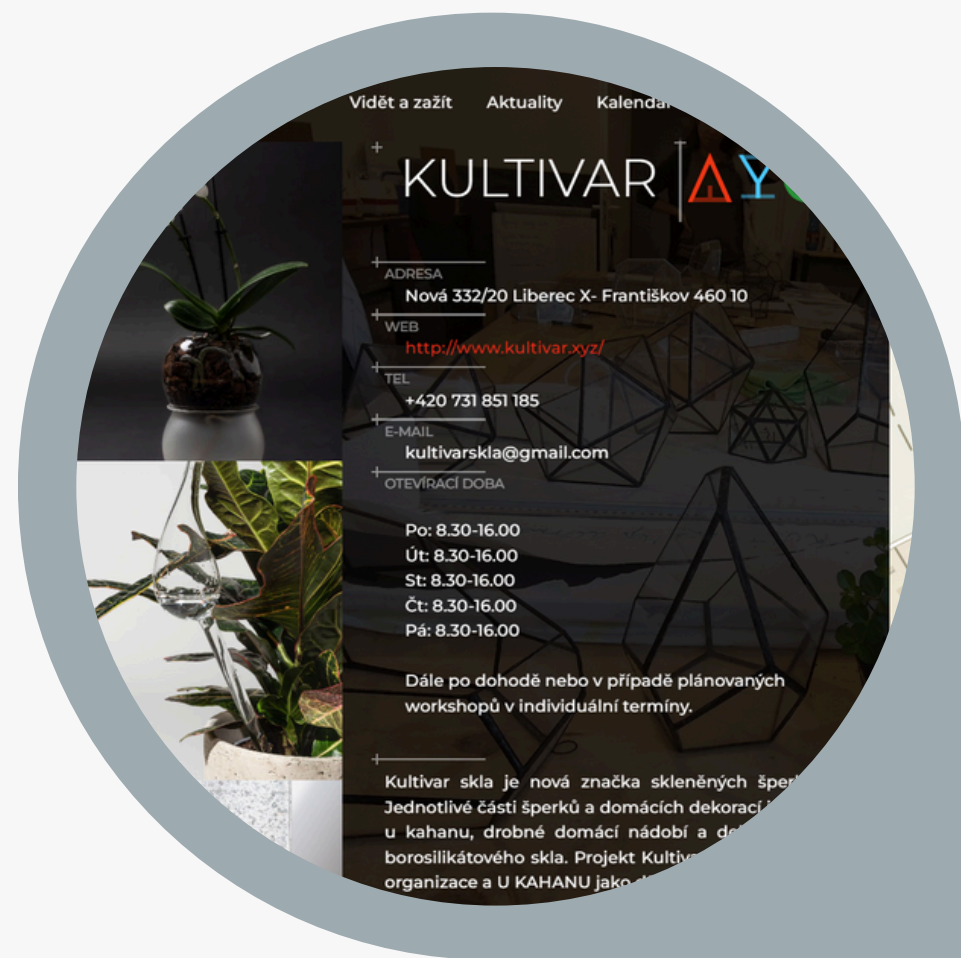 Vidět a zažít Aktuality
KULTIVAR
ADRESA
Nová 332/20 Liberec X- Františkov 460 10
WEB
http://www.kultivar.xyz/
TEL
+420 731 851 185
E-MAIL
kultivarskla@gmail.com
OTEVÍRACÍ DOBA
Po: 8.30-16.00
Út: 8.30-16.00
St: 8.30-16.00
Čt: 8.30-16.00
Pá: 8.30-16.00
Dále po dohodě nebo v případě plánovaných
workshopů v individuální termíny.
Kultivar skla je nová značka skleněných
Jednotlivé části šperků a domácích dekorací
u kahanu, drobné domácí nádobí a
borosilikátového skla. Projekt
organizace a U KAHANU jako